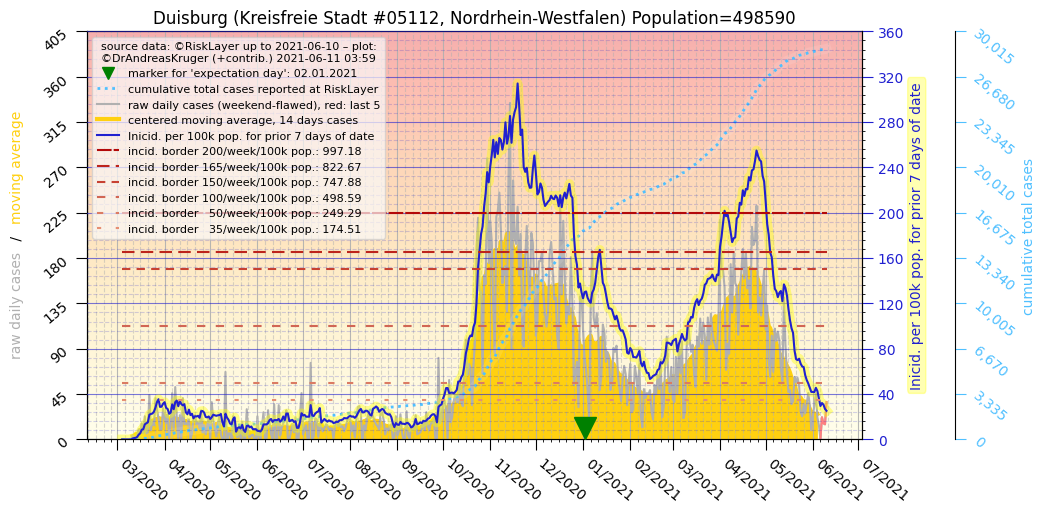 Duisburg (Kreisfreie Stadt #05112, Nordrhein-Westfalen) Population=498590
source data: ©RiskLayer up to 2021-06-10 – plot:
©DrAndreasKruger (+contrib.) 2021-06-11 03:59
marker for 'expectation day': 02.01.2021
cumulative total cases reported at RiskLayer
raw daily cases (weekend-flawed), red: last 5
centered moving average, 14 days cases
Inicid. per 100k pop. for prior 7 days of date
incid. border 200/week/100k pop.: 997.18
incid. border 165/week/100k pop.: 822.67
incid. border 150/week/100k pop.: 747.88
incid. border 100/week/100k pop.: 498.59
incid. border   50/week/100k pop.: 249.29
incid. border   35/week/100k pop.: 174.51
raw daily cases / moving average
405
360
315
270
225
180
135
90
45
0
03/2020
04/2020
05/2020
06/2020
07/2020
08/2020
09/2020
10/2020
11/2020
12/2020
01/2021
02/2021
03/2021
04/2021
05/2021
06/2021
07/2021
360
320
280
240
200
160
120
80
40
0
Inicid. per 100k pop. for prior 7 days of date
30,015
26,680
23,345
20,010
16,675
13,340
10,005
6,670
3,335
0
cumulative total cases